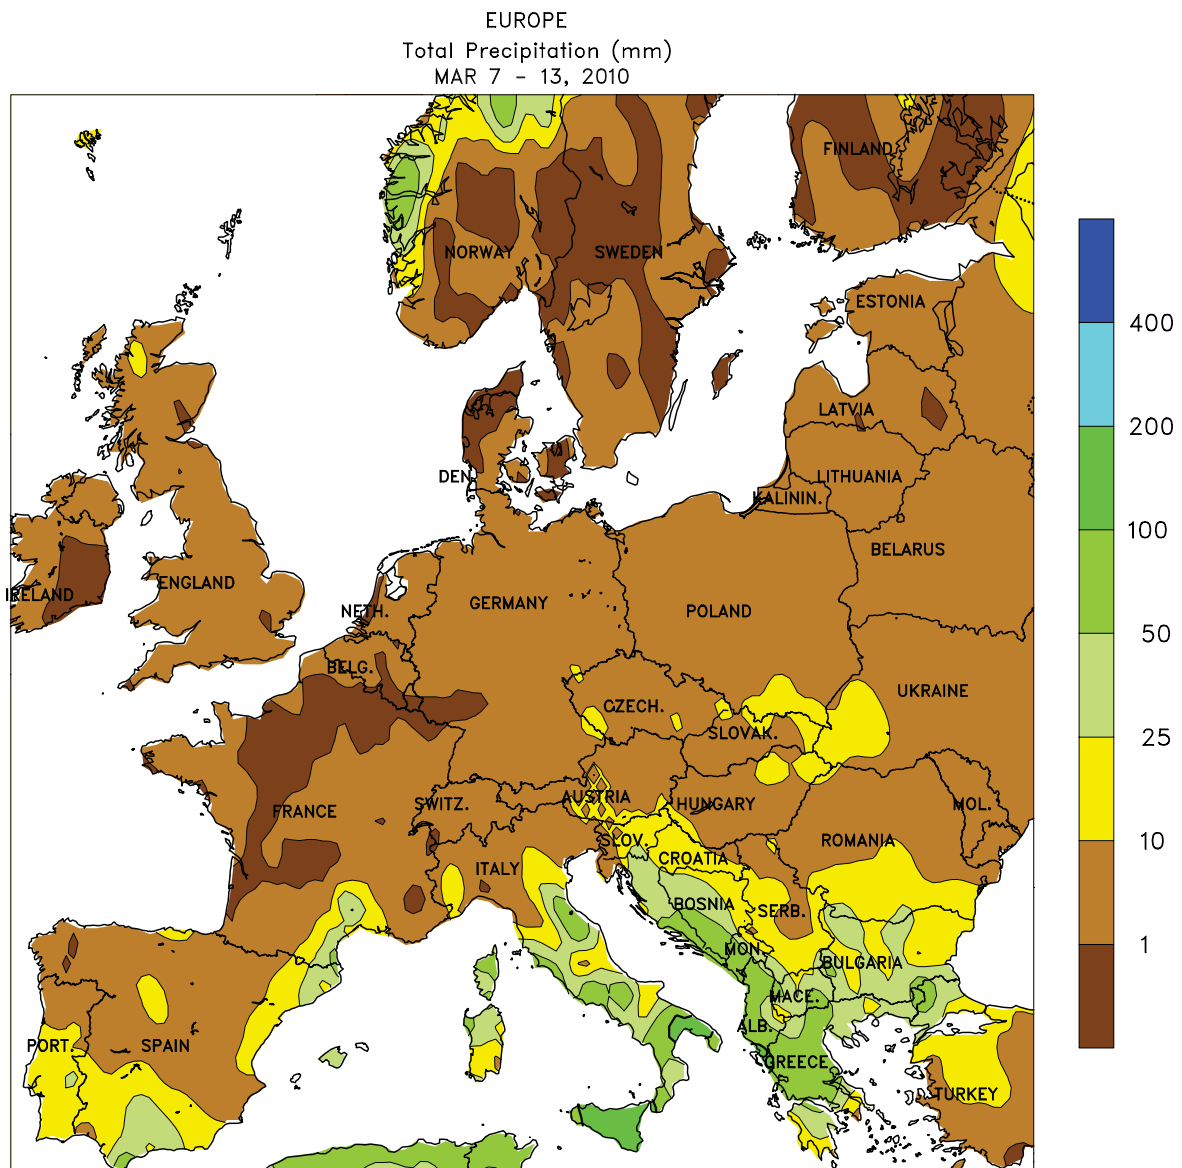 EUROPE
Total Precipitation (mm)
MAR 7 - 13, 2010
FINLAND
NORWAY
SWEDEN
ESTONIA
400
LATVIA
200
DEN.
LITHUANIA
KALININ.
100
BELARUS
ENGLAND
IRELAND
NETH.
GERMANY
POLAND
50
BELG.
UKRAINE
CZECH.
SLOVAK.
25
AUSTRIA
SWITZ.
HUNGARY
MOL.
FRANCE
SLOV.
ROMANIA
10
CROATIA
ITALY
BOSNIA
SERB.
1
MON.
BULGARIA
MACE.
ALB.
PORT.
SPAIN
GREECE
TURKEY